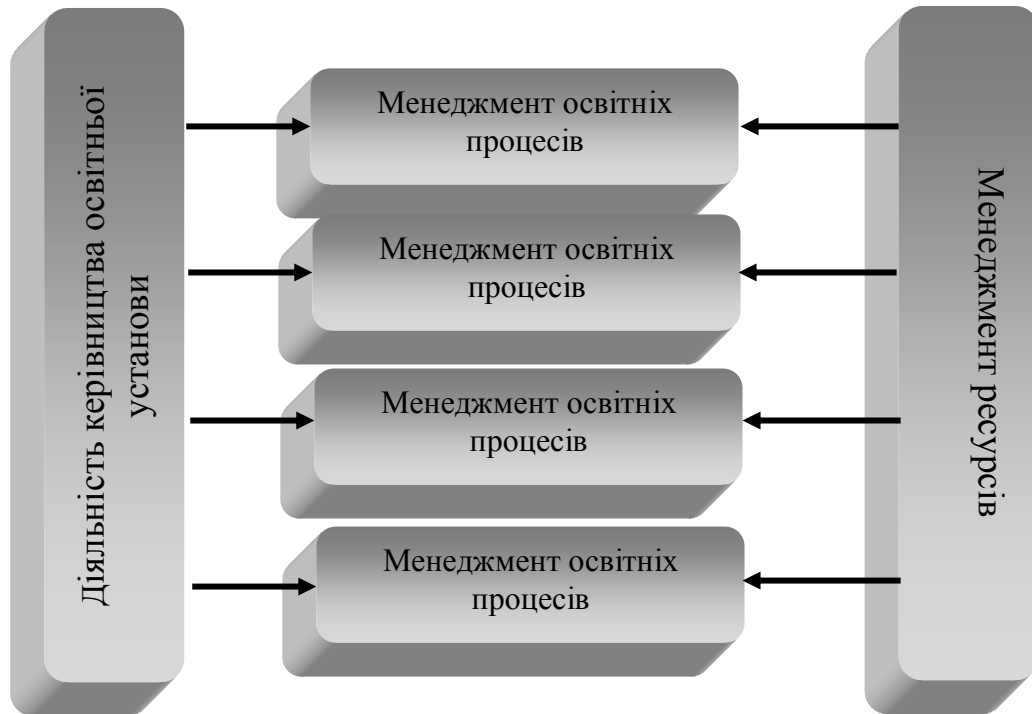 Діяльність керівництва освітньої
установи
Менеджмент освітніх
процесів
Менеджмент освітніх
процесів
Менеджмент освітніх
процесів
Менеджмент освітніх
процесів
Менеджмент ресурсів